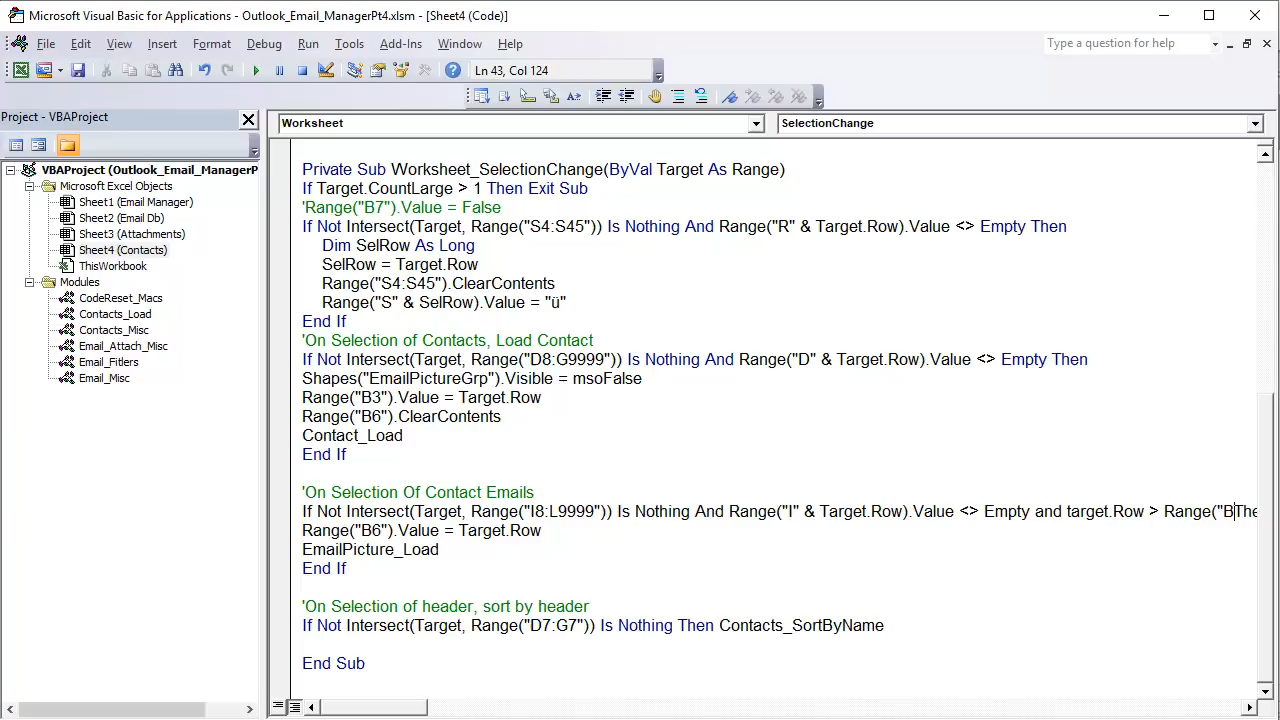 Microsoft Visual Basic for Applications - Outlook_Email_ManagerPt4.xlsm - [Sheet4 (Code)]
File Edit View Insert Format Debug Run Tools Add-Ins Window Help
Type a question for help
Ln 43, Col 124
Project - VBAProject
Worksheet
SelectionChange
VBAProject (Outlook_Email_ManagerP
Microsoft Excel Objects
Sheet1 (Email Manager)
Sheet2 (Email Db)
Sheet3 (Attachments)
Sheet4 (Contacts)
ThisWorkbook
Modules
CodeReset_Macs
Contacts_Load
Contacts_Misc
Email_Attach_Misc
Email_Fitlers
Email_Misc
Private Sub Worksheet_SelectionChange(ByVal Target As Range)
If Target.CountLarge > 1 Then Exit Sub
'Range("B7").Value = False
If Not Intersect(Target, Range("S4:S45")) Is Nothing And Range("R" & Target.Row).Value <> Empty Then
Dim SelRow As Long
SelRow = Target.Row
Range("S4:S45").ClearContents
Range("S" & SelRow).Value = "ü"
End If
'On Selection of Contacts, Load Contact
If Not Intersect(Target, Range("D8:G9999")) Is Nothing And Range("D" & Target.Row).Value <> Empty Then
Shapes("EmailPictureGrp").Visible = msoFalse
Range("B3").Value = Target.Row
Range("B6").ClearContents
Contact_Load
End If
'On Selection Of Contact Emails
If Not Intersect(Target, Range("I8:L9999")) Is Nothing And Range("I" & Target.Row).Value <> Empty and target.Row > Range("BThe
Range("B6").Value = Target.Row
EmailPicture_Load
End If
'On Selection of header, sort by header
If Not Intersect(Target, Range("D7:G7")) Is Nothing Then Contacts_SortByName
End Sub